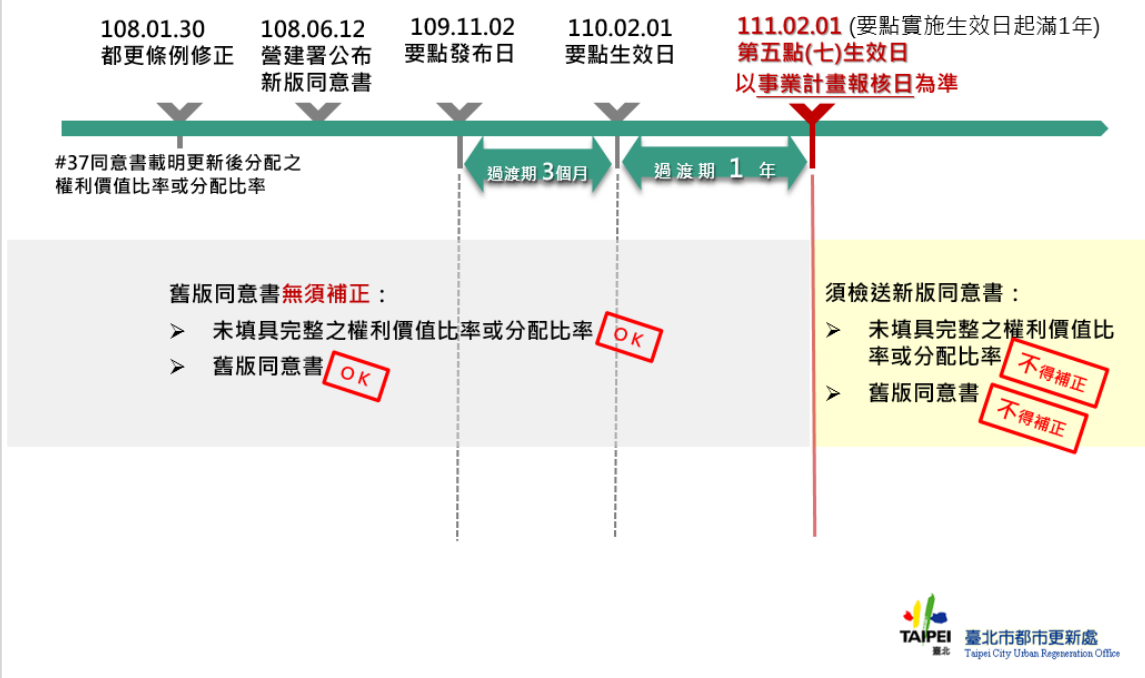 108.01.30
都更條例修正
108.06.12
營建署公布
新版同意書
109.11.02
要點發布日
110.02.01
要點生效日
111.02.01 (要點實施生效日起滿1年)
第五點(七)生效日
以事業計畫報核日為準
#37同意書載明更新後分配之
權利價值比率或分配比率
過渡期 3個月
過渡期 1 年
舊版同意書無須補正：
➢ 未填具完整之權利價值比率或分配比率 OK
➢ 舊版同意書 OK
須檢送新版同意書：
➢ 未填具完整之權利價值比
率或分配比率 不得補正
➢ 舊版同意書 不得補正
TAIPEI
臺北
臺北市都市更新處
Taipei City Urban Regeneration Office